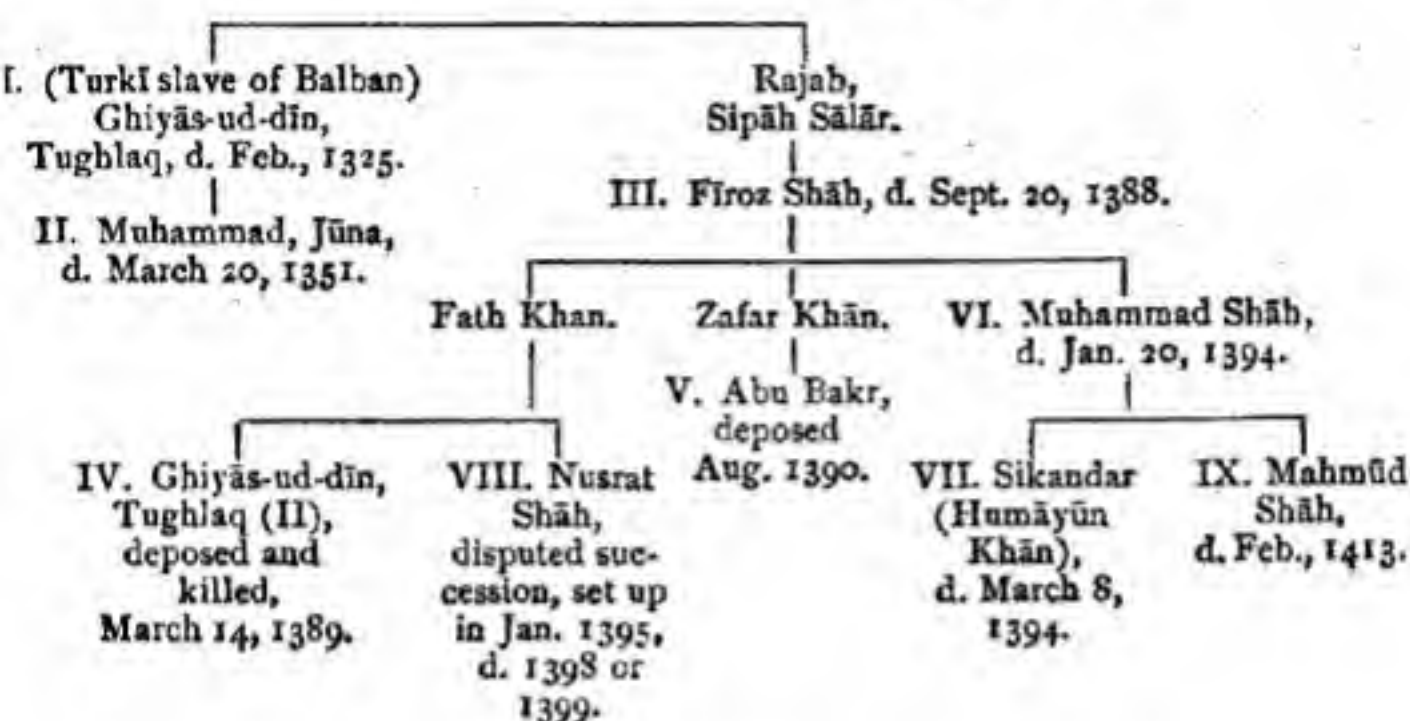 I. (Turkī slave of Balban)
Ghiyās-ud-dīn,
Tughlaq, d. Feb., 1325.
II. Muhammad, Jūna,
d. March 20, 1351.
Rajab,
Sipāh Sālār.
III. Fīroz Shāh, d. Sept. 20, 1388.
Fath Khan.
Zafar Khān.
VI. Muhammad Shāh,
d. Jan. 20, 1394.
V. Abu Bakr,
deposed
Aug. 1390.
IV. Ghiyās-ud-dīn,
Tughlaq (II),
deposed and
killed,
March 14, 1389.
VIII. Nusrat
Shāh,
disputed suc-
cession, set up
in Jan. 1395,
d. 1398 or
1399.
VII. Sikandar
(Humāyūn
Khān),
d. March 8,
1394.
IX. Mahmūd
Shāh,
d. Feb., 1413.